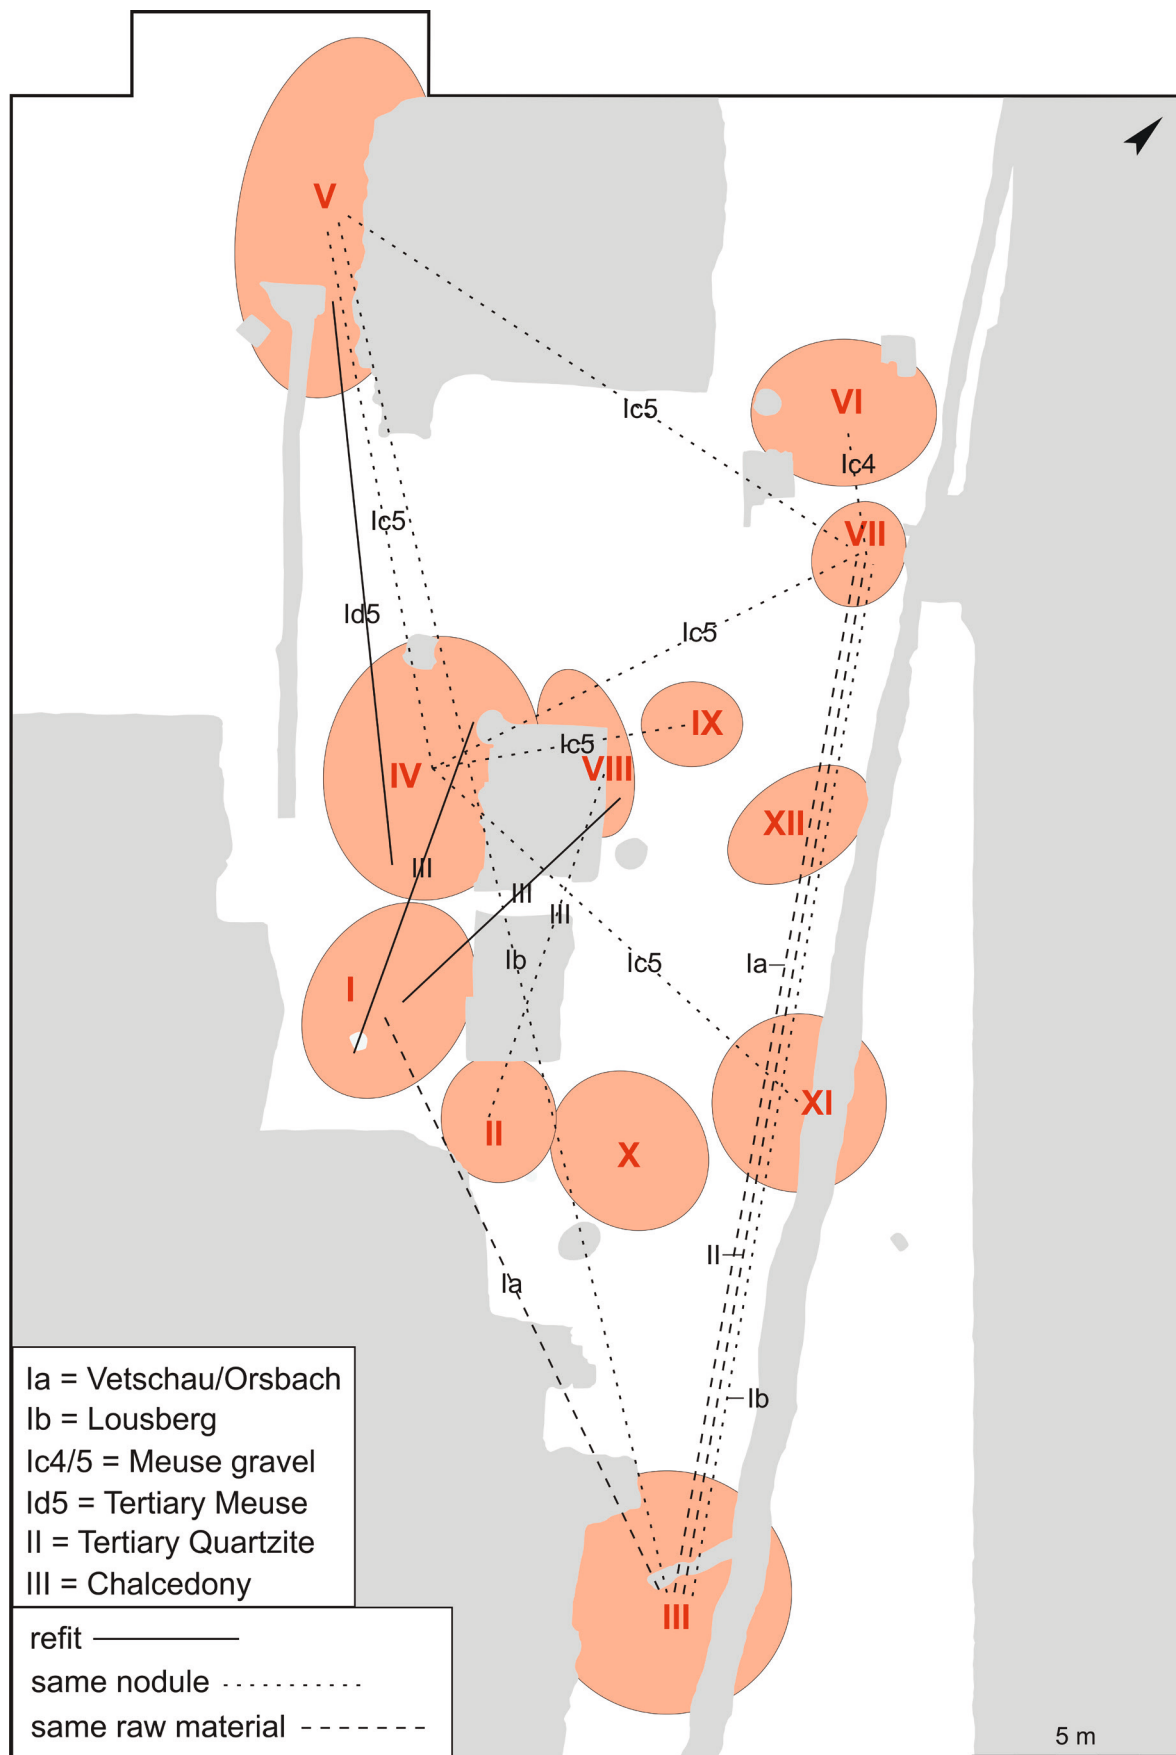 V
Ic5
VI
Ic4
VII
Ic5
Id5
Ic5
IX
Ic5
IV
VIII
XII
III
III
III
Ib
Ic5
Ia
I
XI
II
X
II
Ia
Ib
III
Ia = Vetschau/Orsbach
Ib = Lousberg
Ic4/5 = Meuse gravel
Id5 = Tertiary Meuse
II = Tertiary Quartzite
III = Chalcedony
refit
same nodule
same raw material
5 m